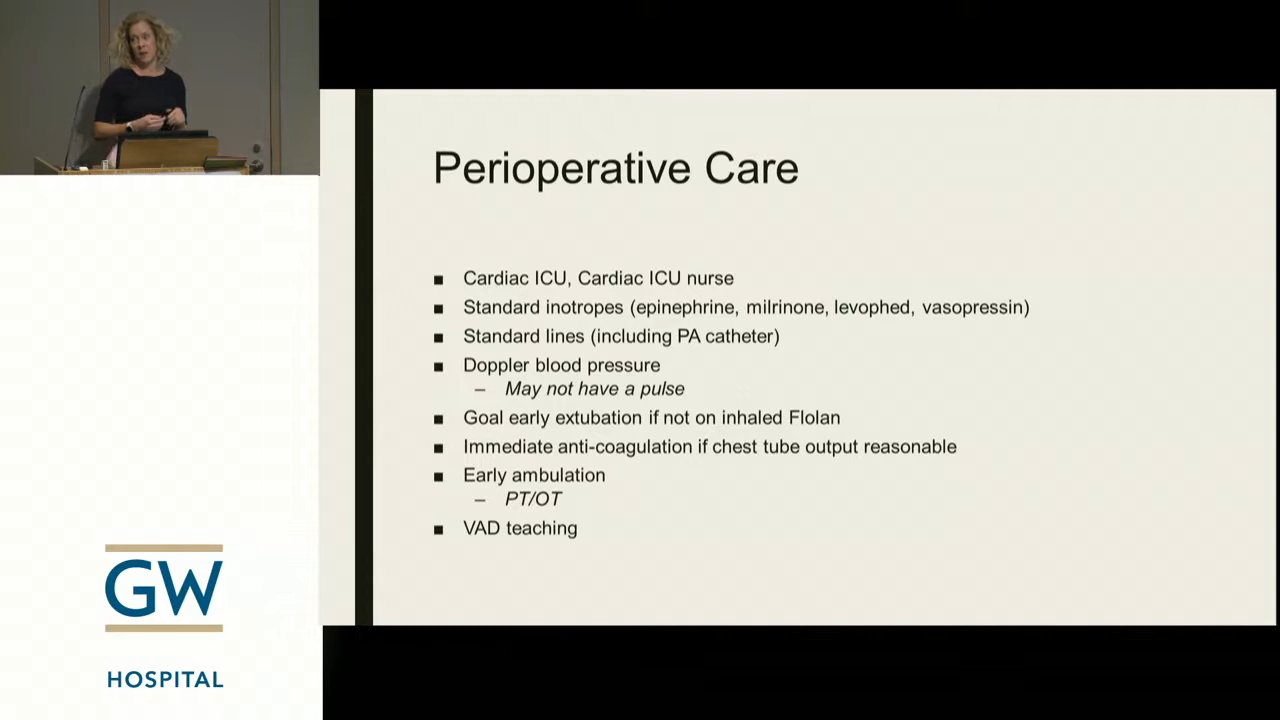 Perioperative Care
■ Cardiac ICU, Cardiac ICU nurse
■ Standard inotropes (epinephrine, milrinone, levophed, vasopressin)
■ Standard lines (including PA catheter)
■ Doppler blood pressure
– May not have a pulse
■ Goal early extubation if not on inhaled Flolan
■ Immediate anti-coagulation if chest tube output reasonable
■ Early ambulation
– PT/OT
■ VAD teaching
GW
HOSPITAL